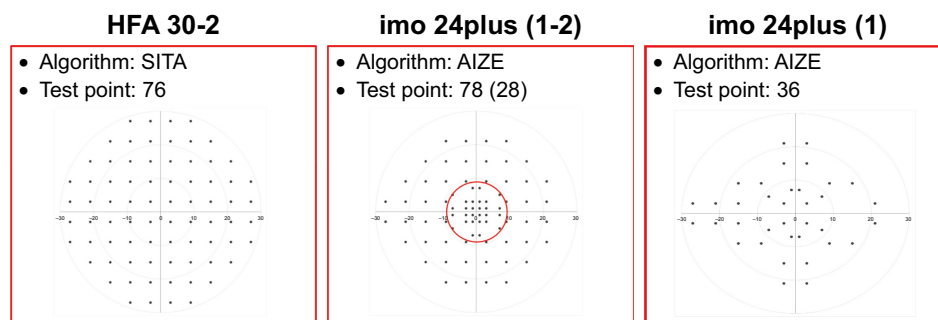 HFA 30-2
• Algorithm: SITA
• Test point: 76
−30 −20 −10 0 10 20 30
imo 24plus (1-2)
• Algorithm: AIZE
• Test point: 78 (28)
−30 −20 −10 0 10 20 30
imo 24plus (1)
• Algorithm: AIZE
• Test point: 36
−30 −20 −10 0 10 20 30